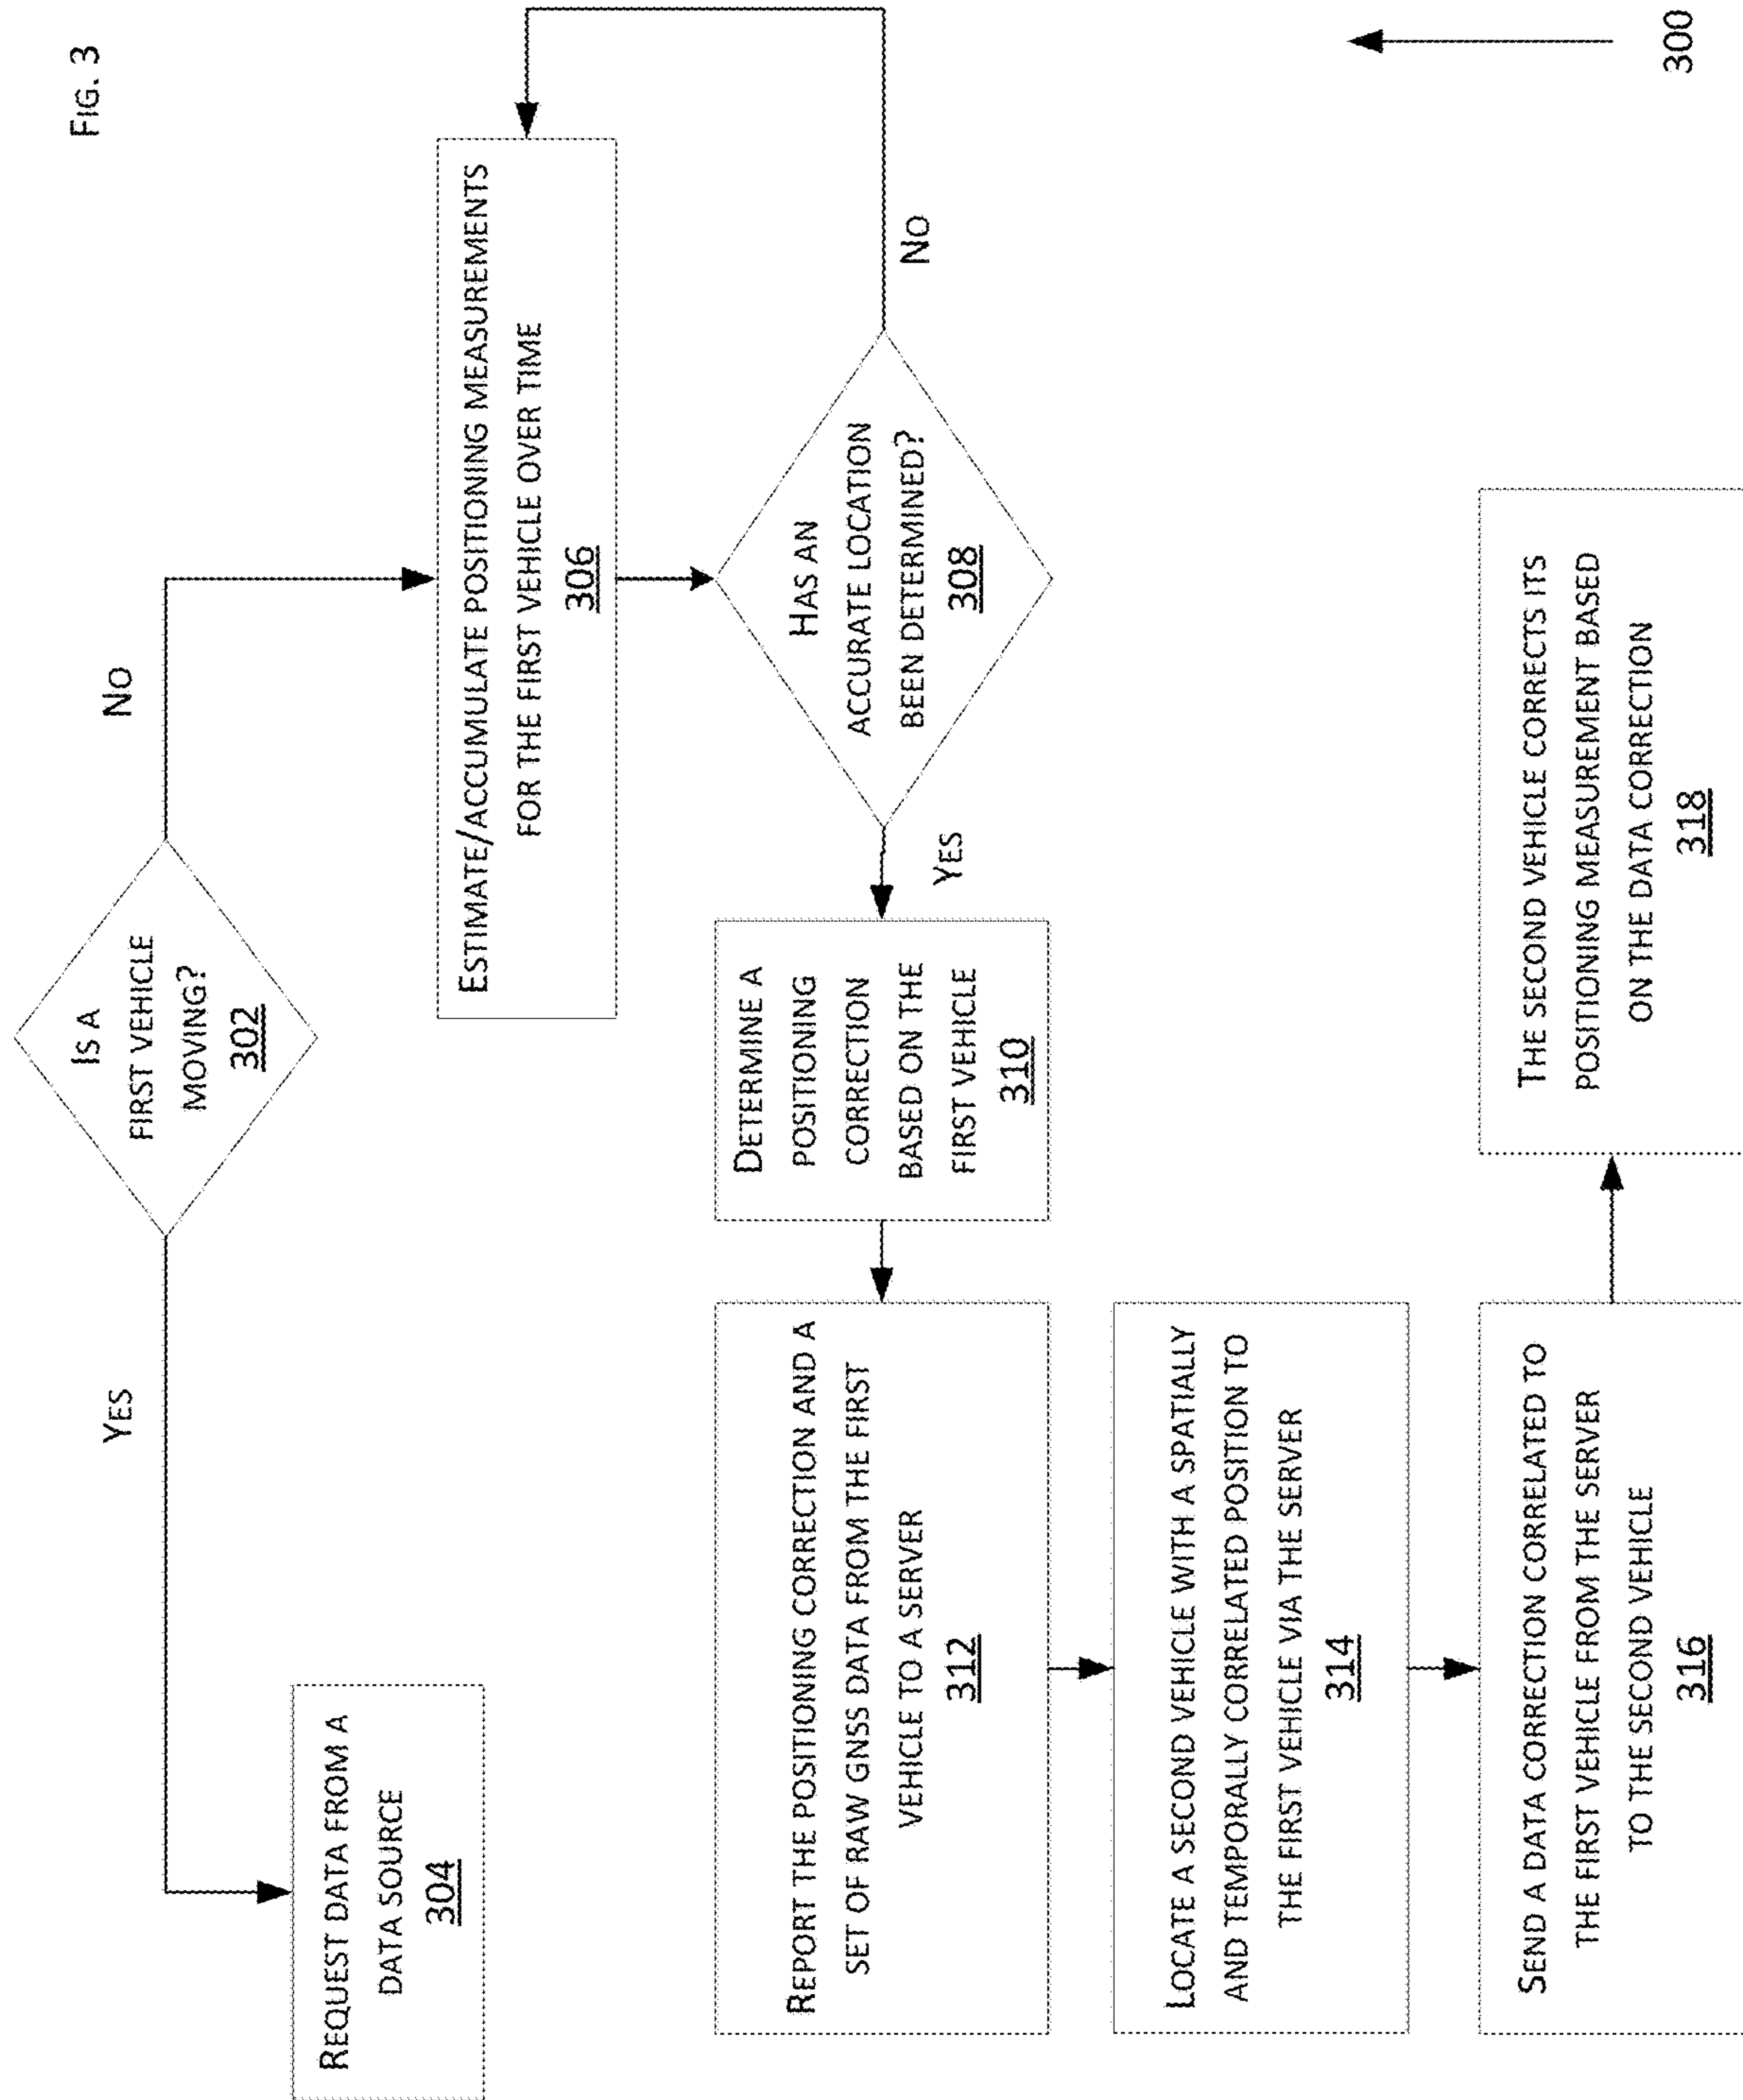 FIG. 3
IS A
FIRST VEHICLE
MOVING?
302
YES
NO
REQUEST DATA FROM A
DATA SOURCE
304
ESTIMATE/ACCUMULATE POSITIONING MEASUREMENTS
FOR THE FIRST VEHICLE OVER TIME
306
HAS AN
ACCURATE LOCATION
BEEN DETERMINED?
308
NO
YES
DETERMINE A
POSITIONING
CORRECTION
BASED ON THE
FIRST VEHICLE
310
REPORT THE POSITIONING CORRECTION AND A
SET OF RAW GNSS DATA FROM THE FIRST
VEHICLE TO A SERVER
312
LOCATE A SECOND VEHICLE WITH A SPATIALLY
AND TEMPORALLY CORRELATED POSITION TO
THE FIRST VEHICLE VIA THE SERVER
314
SEND A DATA CORRECTION CORRELATED TO
THE FIRST VEHICLE FROM THE SERVER
TO THE SECOND VEHICLE
316
THE SECOND VEHICLE CORRECTS ITS
POSITIONING MEASUREMENT BASED
ON THE DATA CORRECTION
318
300